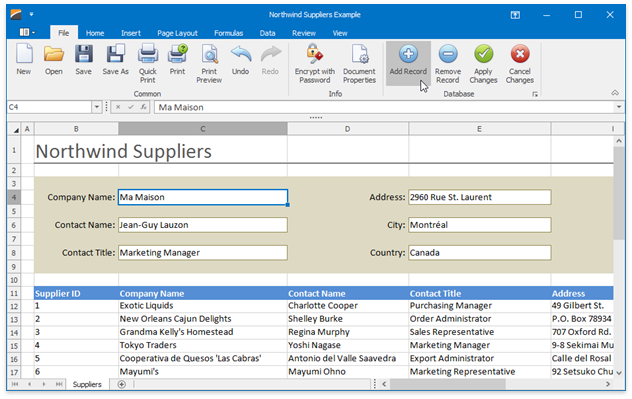 Northwind Suppliers Example
File Home Insert Page Layout Formulas Data Review View
New Open Save Save As Quick Print Print Print Preview Undo Redo Encrypt with Password Document Properties Add Record Remove Record Apply Changes Cancel Changes
Common Info Database
C4 Ma Maison
A B C D E I
1 Northwind Suppliers
2
3
4 Company Name: Ma Maison Address: 2960 Rue St. Laurent
5
6 Contact Name: Jean-Guy Lauzon City: Montréal
7
8 Contact Title: Marketing Manager Country: Canada
9
10
11 Supplier ID Company Name Contact Name Contact Title Address
12 1 Exotic Liquids Charlotte Cooper Purchasing Manager 49 Gilbert St.
13 2 New Orleans Cajun Delights Shelley Burke Order Administrator P.O. Box 78934
14 3 Grandma Kelly's Homestead Regina Murphy Sales Representative 707 Oxford Rd.
15 4 Tokyo Traders Yoshi Nagase Marketing Manager 9-8 Sekimai Mu
16 5 Cooperativa de Quesos 'Las Cabras' Antonio del Valle Saavedra Export Administrator Calle del Rosal
17 6 Mayumi's Mayumi Ohno Marketing Representative 92 Setsuko Chu
Suppliers